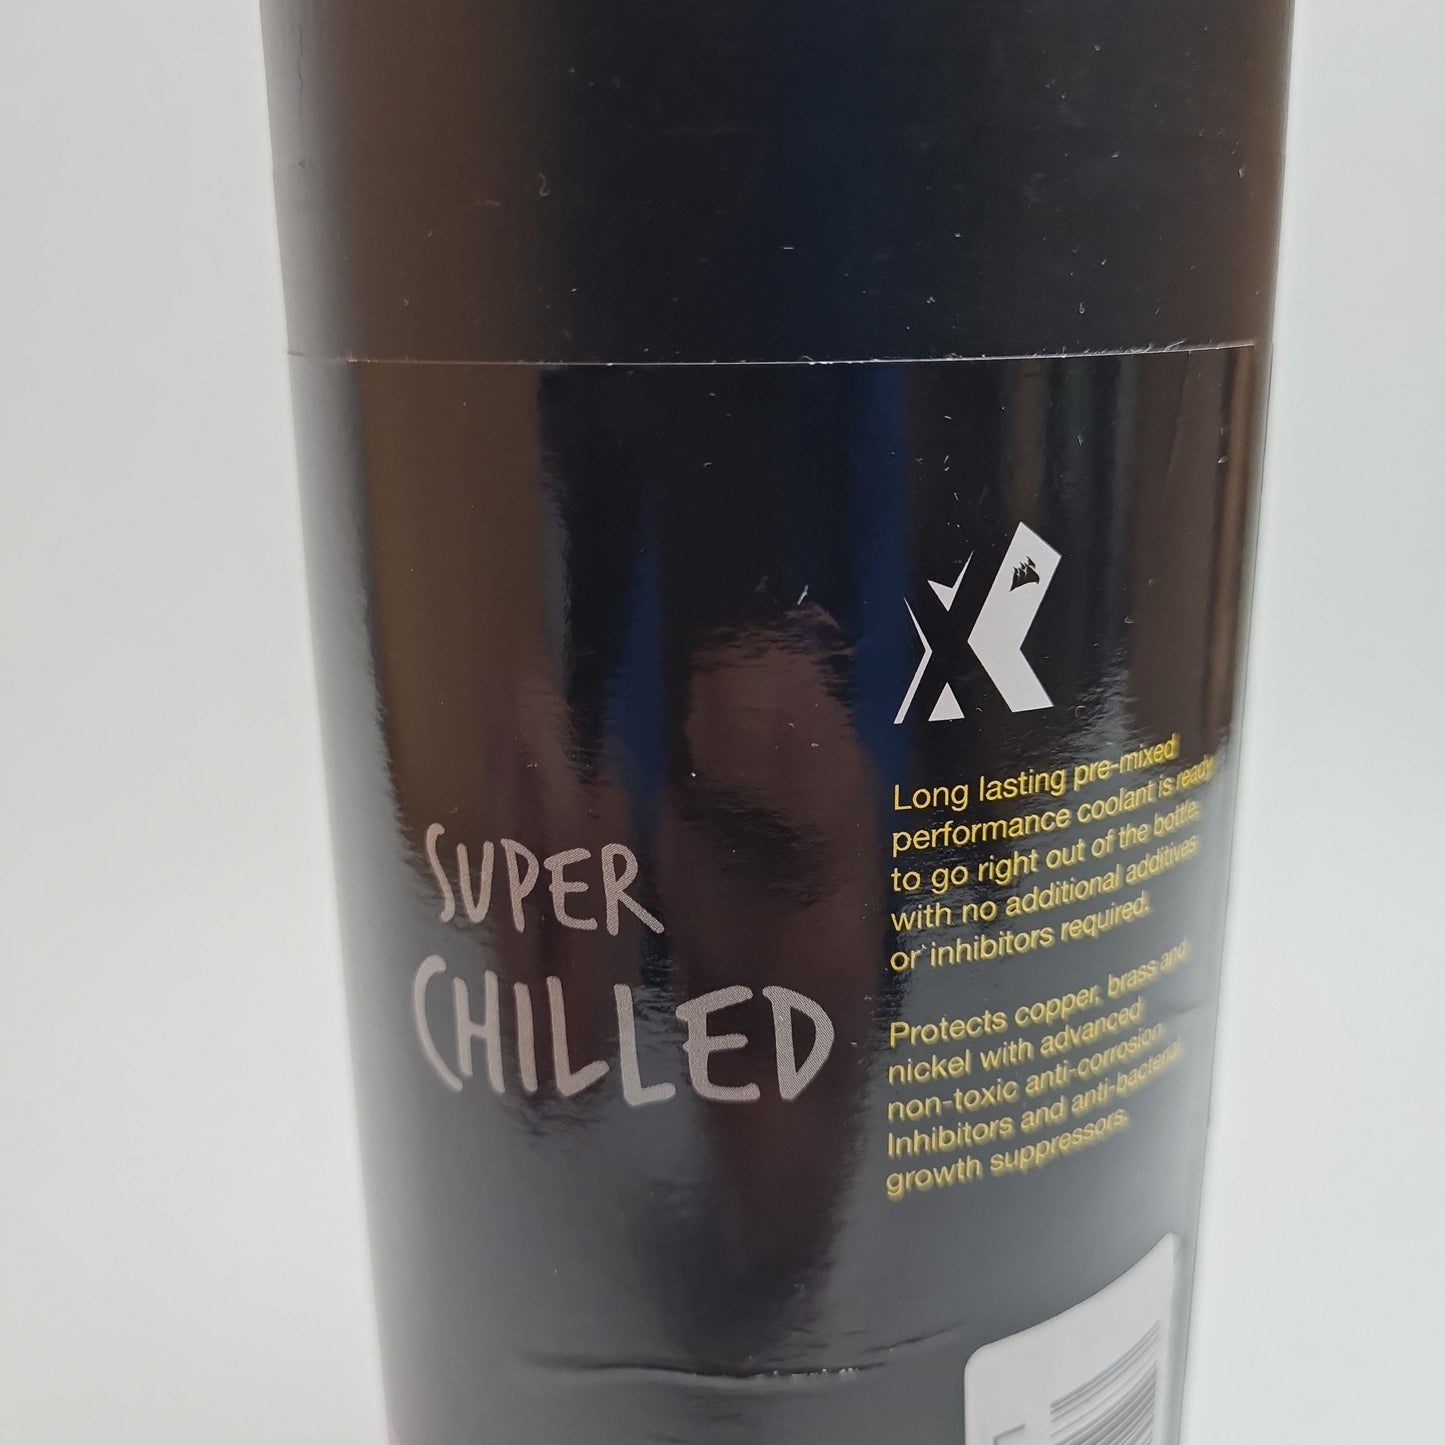 SUPER
CHILLED
X
Long lasting pre-mixed
performance coolant is ready
to go right out of the bottle,
with no additional additives
or inhibitors required.
Protects copper, brass and
nickel with advanced
non-toxic anti-corrosion
Inhibitors and anti-bacterial
growth suppressors.